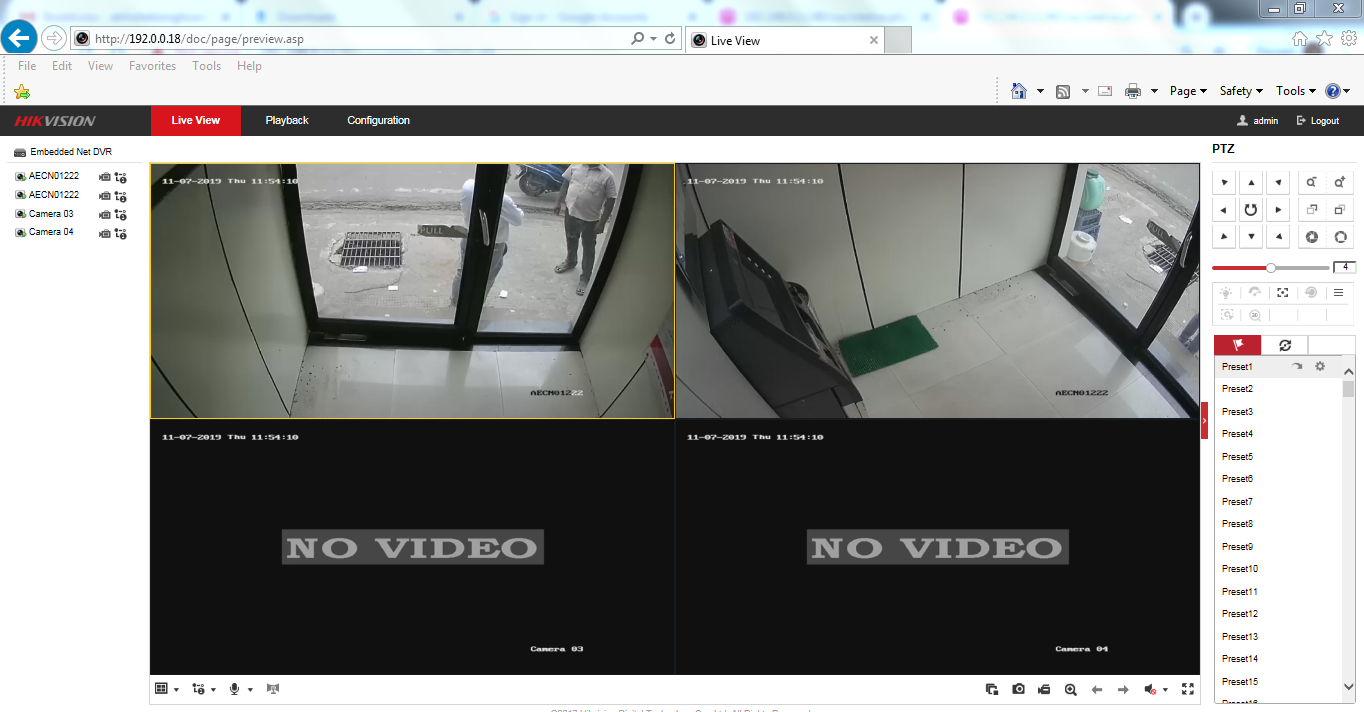 http://192.0.0.18/doc/page/preview.asp
Live View
File Edit View Favorites Tools Help
Page Safety Tools
HIKVISION
Live View Playback Configuration
admin Logout
Embedded Net DVR
AECN01222
AECN01222
Camera 03
Camera 04
11-07-2019 Thu 11:54:10
PULL
AECN01222
11-07-2019 Thu 11:54:10
PULL
AECN01222
11-07-2019 Thu 11:54:10
NO VIDEO
Camera 03
11-07-2019 Thu 11:54:10
NO VIDEO
Camera 04
PTZ
4
Preset1
Preset2
Preset3
Preset4
Preset5
Preset6
Preset7
Preset8
Preset9
Preset10
Preset11
Preset12
Preset13
Preset14
Preset15